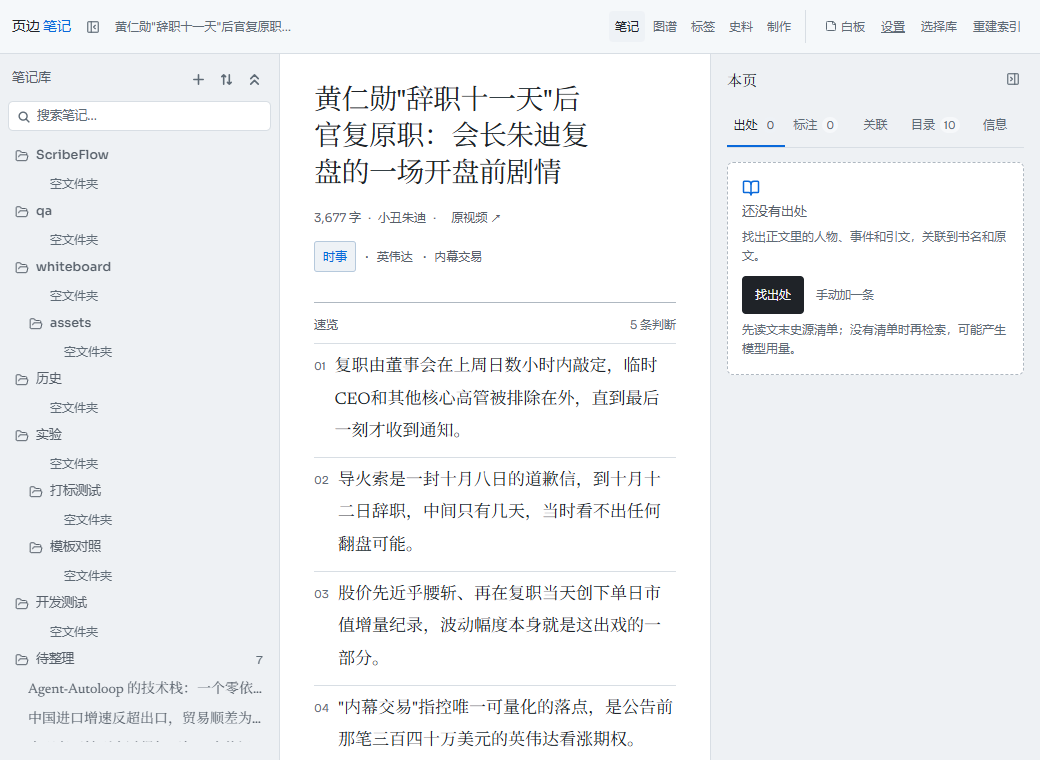 页边 笔记
黄仁勋"辞职十一天"后官复原职...
笔记 图谱 标签 史料 制作
白板 设置 选择库 重建索引
笔记库
搜索笔记...
ScribeFlow
空文件夹
qa
空文件夹
whiteboard
空文件夹
assets
空文件夹
历史
空文件夹
实验
空文件夹
打标测试
空文件夹
模板对照
空文件夹
开发测试
空文件夹
待整理 7
Agent-Autoloop 的技术栈：一个零依...
中国进口增速反超出口，贸易顺差为...
黄仁勋"辞职十一天"后
官复原职：会长朱迪复
盘的一场开盘前剧情
3,677 字 · 小丑朱迪 · 原视频 ↗
时事 · 英伟达 · 内幕交易
速览 5 条判断
01 复职由董事会在上周日数小时内敲定，临时
CEO和其他核心高管被排除在外，直到最后
一刻才收到通知。
02 导火索是一封十月八日的道歉信，到十月十
二日辞职，中间只有几天，当时看不出任何
翻盘可能。
03 股价先近乎腰斩、再在复职当天创下单日市
值增量纪录，波动幅度本身就是这出戏的一
部分。
04 "内幕交易"指控唯一可量化的落点，是公告前
那笔三百四十万美元的英伟达看涨期权。
本页
出处 0 标注 0 关联 目录 10 信息
还没有出处
找出正文里的人物、事件和引文，关联到书名和原
文。
找出处 手动加一条
先读文末史源清单；没有清单时再检索，可能产生
模型用量。